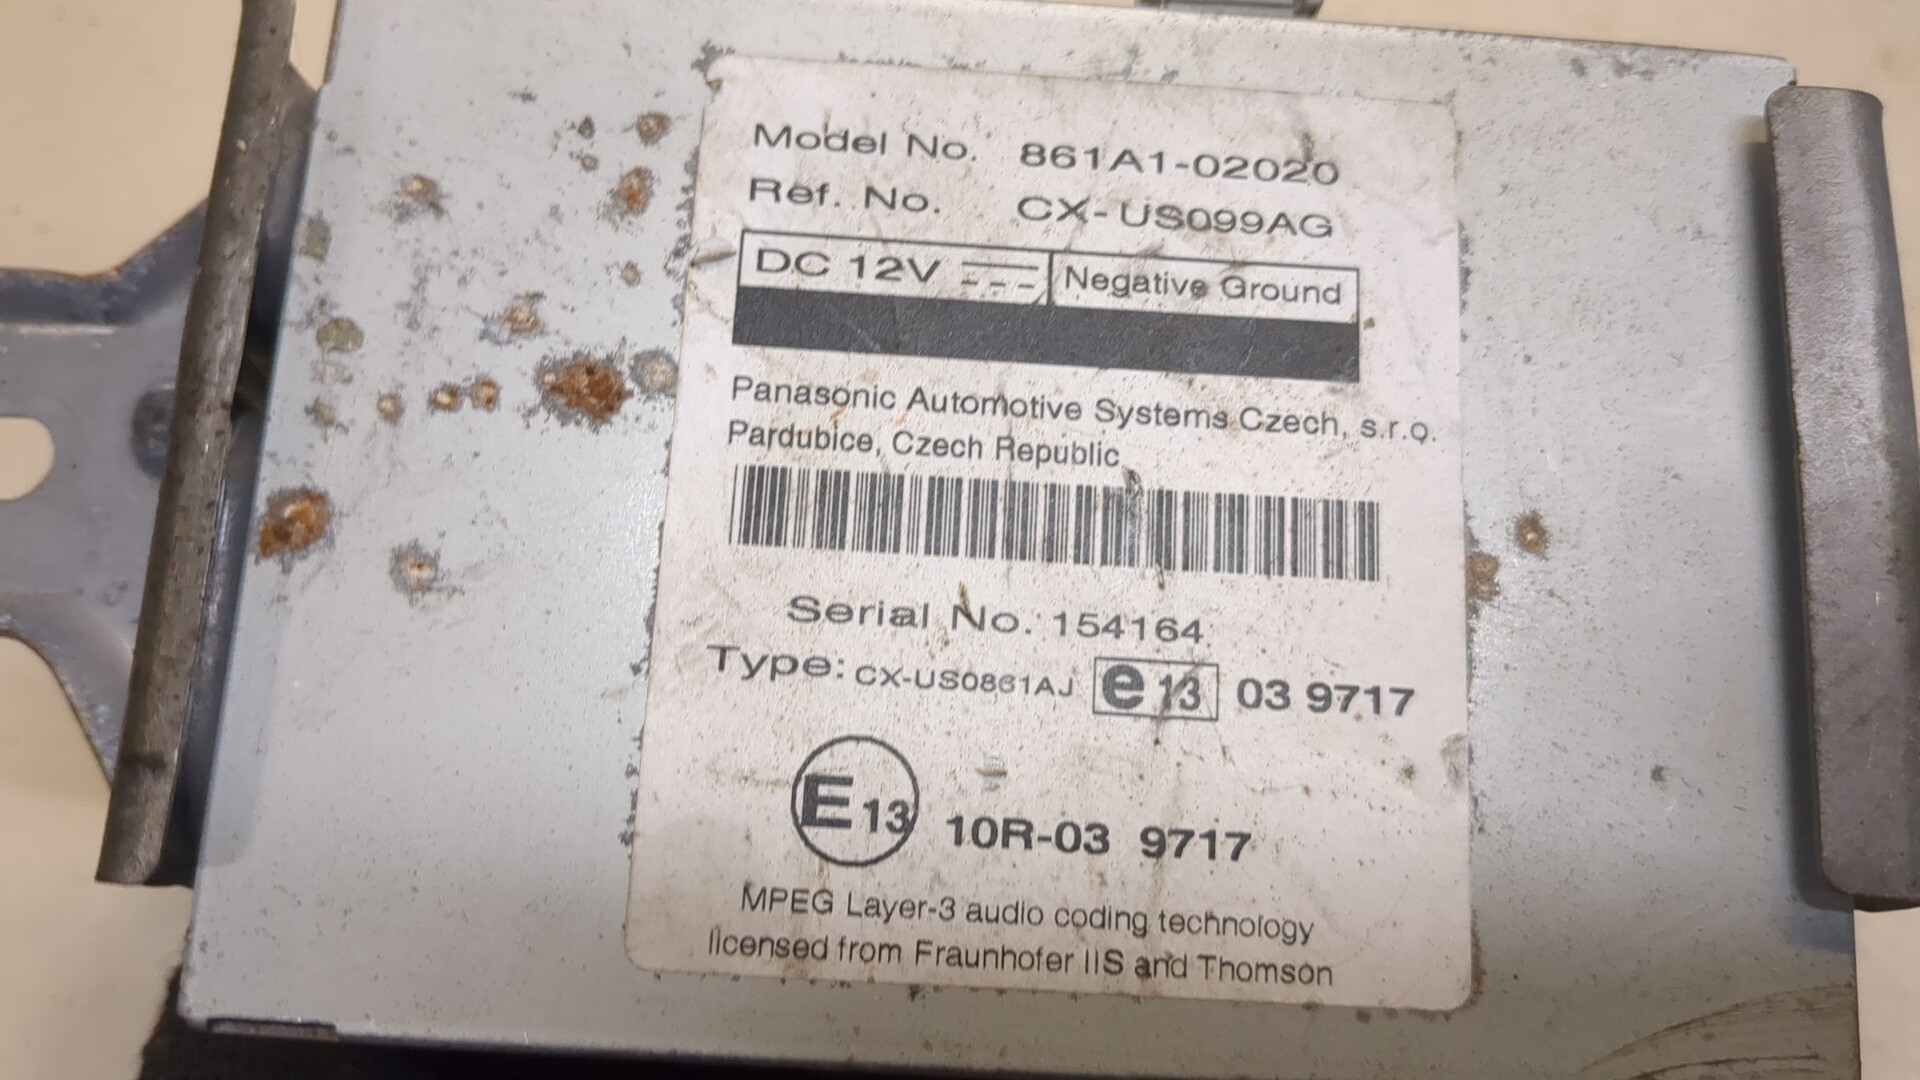 Model No. 861A1-02020
Ref. No. CX-US099AG
DC 12V Negative Ground
Panasonic Automotive Systems Czech, s.r.o.
Pardubice, Czech Republic
Serial No. 154164
Type: CX-US0861AJ e 13 03 9717
E 13 10R-03 9717
MPEG Layer-3 audio coding technology
licensed from Fraunhofer IIS and Thomson